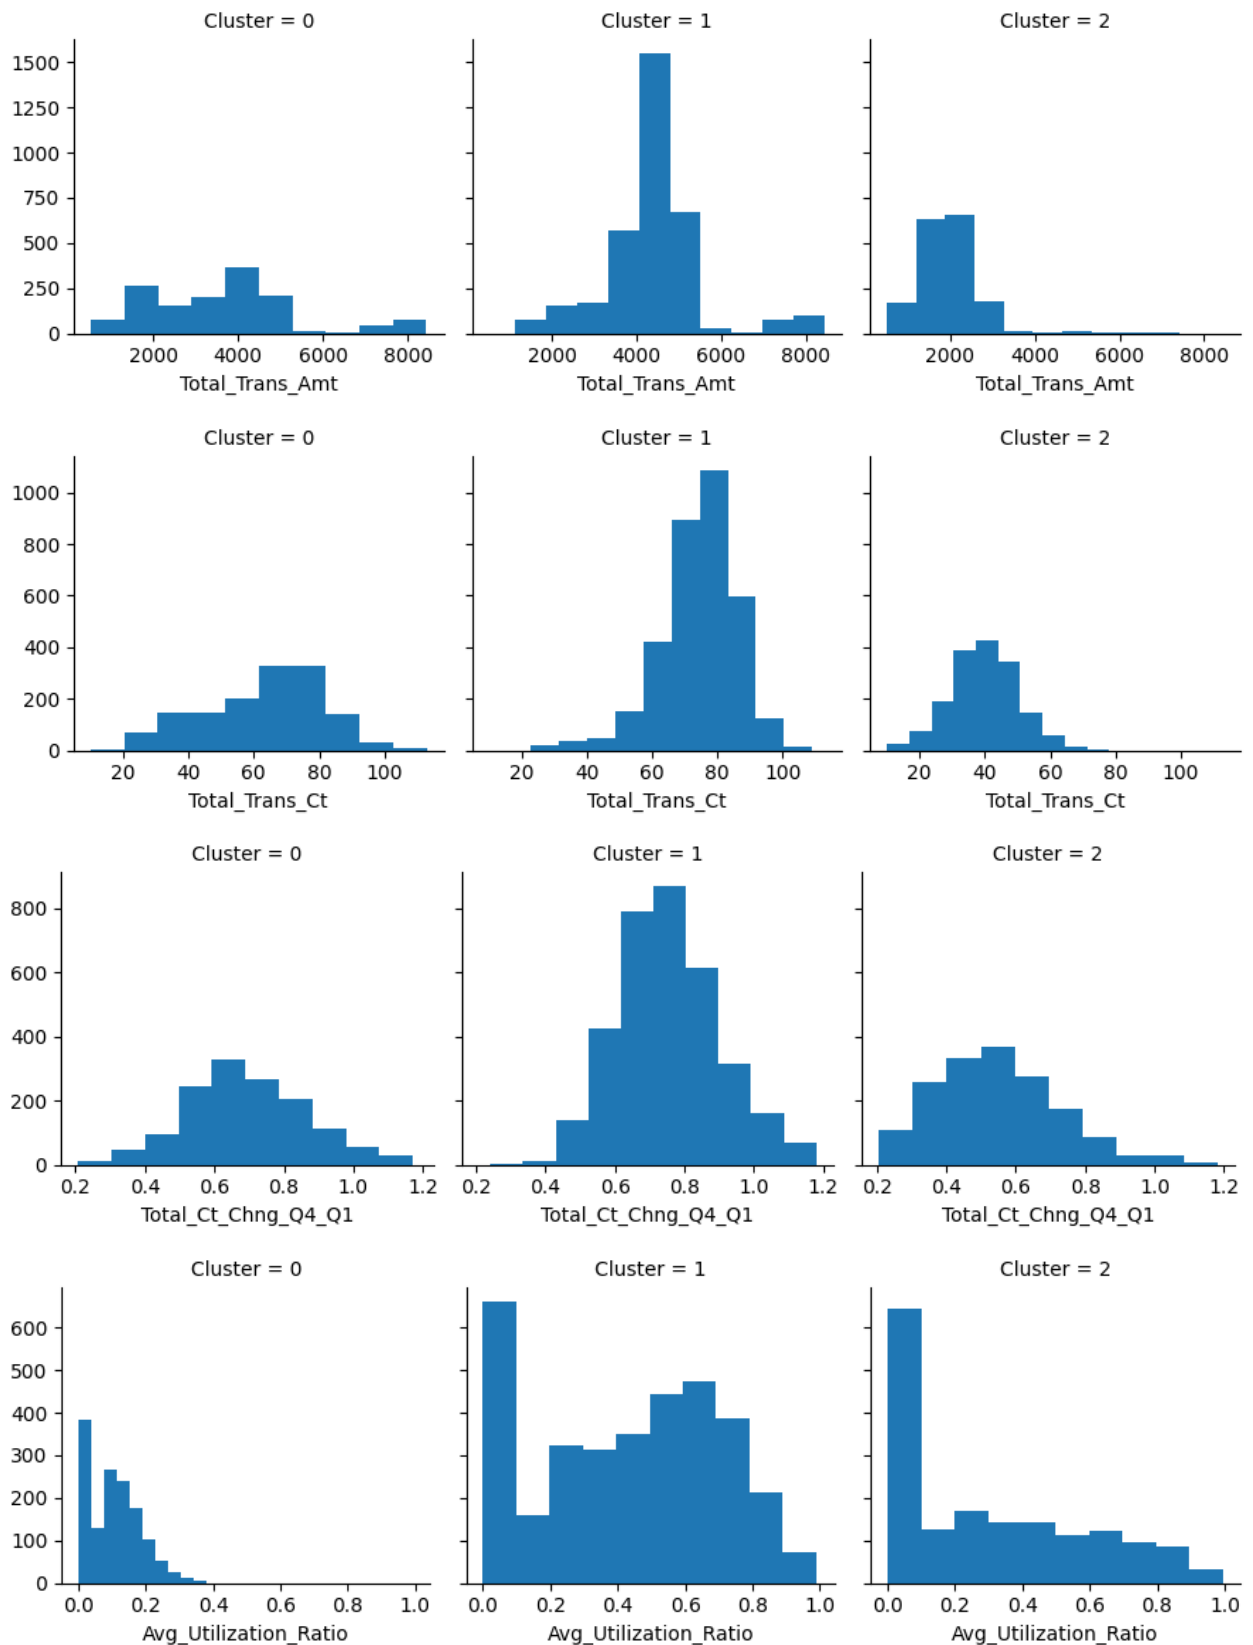 Cluster = 0 Cluster = 1 Cluster = 2
1500
1250
1000
750
500
250
0
2000 4000 6000 8000 2000 4000 6000 8000 2000 4000 6000 8000
Total_Trans_Amt Total_Trans_Amt Total_Trans_Amt
Cluster = 0 Cluster = 1 Cluster = 2
1000
800
600
400
200
0
20 40 60 80 100 20 40 60 80 100 20 40 60 80 100
Total_Trans_Ct Total_Trans_Ct Total_Trans_Ct
Cluster = 0 Cluster = 1 Cluster = 2
800
600
400
200
0
0.2 0.4 0.6 0.8 1.0 1.2 0.2 0.4 0.6 0.8 1.0 1.2 0.2 0.4 0.6 0.8 1.0 1.2
Total_Ct_Chng_Q4_Q1 Total_Ct_Chng_Q4_Q1 Total_Ct_Chng_Q4_Q1
Cluster = 0 Cluster = 1 Cluster = 2
600
500
400
300
200
100
0
0.0 0.2 0.4 0.6 0.8 1.0 0.0 0.2 0.4 0.6 0.8 1.0 0.0 0.2 0.4 0.6 0.8 1.0
Avg_Utilization_Ratio Avg_Utilization_Ratio Avg_Utilization_Ratio